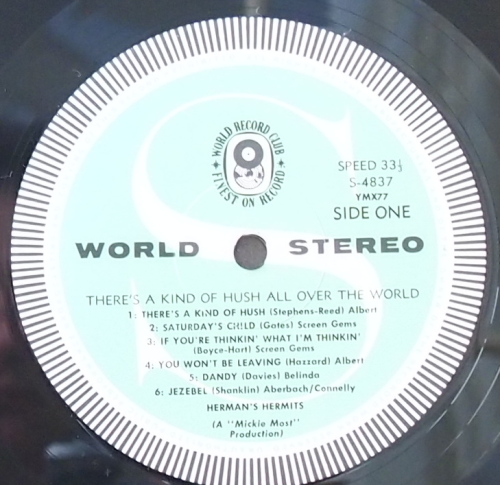 WORLD RECORD CLUB
FINEST ON RECORD
SPEED 33⅓
S-4837
YMX77
SIDE ONE
WORLD STEREO
THERE'S A KIND OF HUSH ALL OVER THE WORLD
1: THERE'S A KIND OF HUSH (Stephens-Reed) Albert
2: SATURDAY'S CHILD (Gates) Screen Gems
3: IF YOU'RE THINKIN' WHAT I'M THINKIN'
(Boyce-Hart) Screen Gems
4: YOU WON'T BE LEAVING (Hazzard) Albert
5: DANDY (Davies) Belinda
6: JEZEBEL (Shanklin) Aberbach/Connelly
HERMAN'S HERMITS
(A "Mickie Most"
Production)